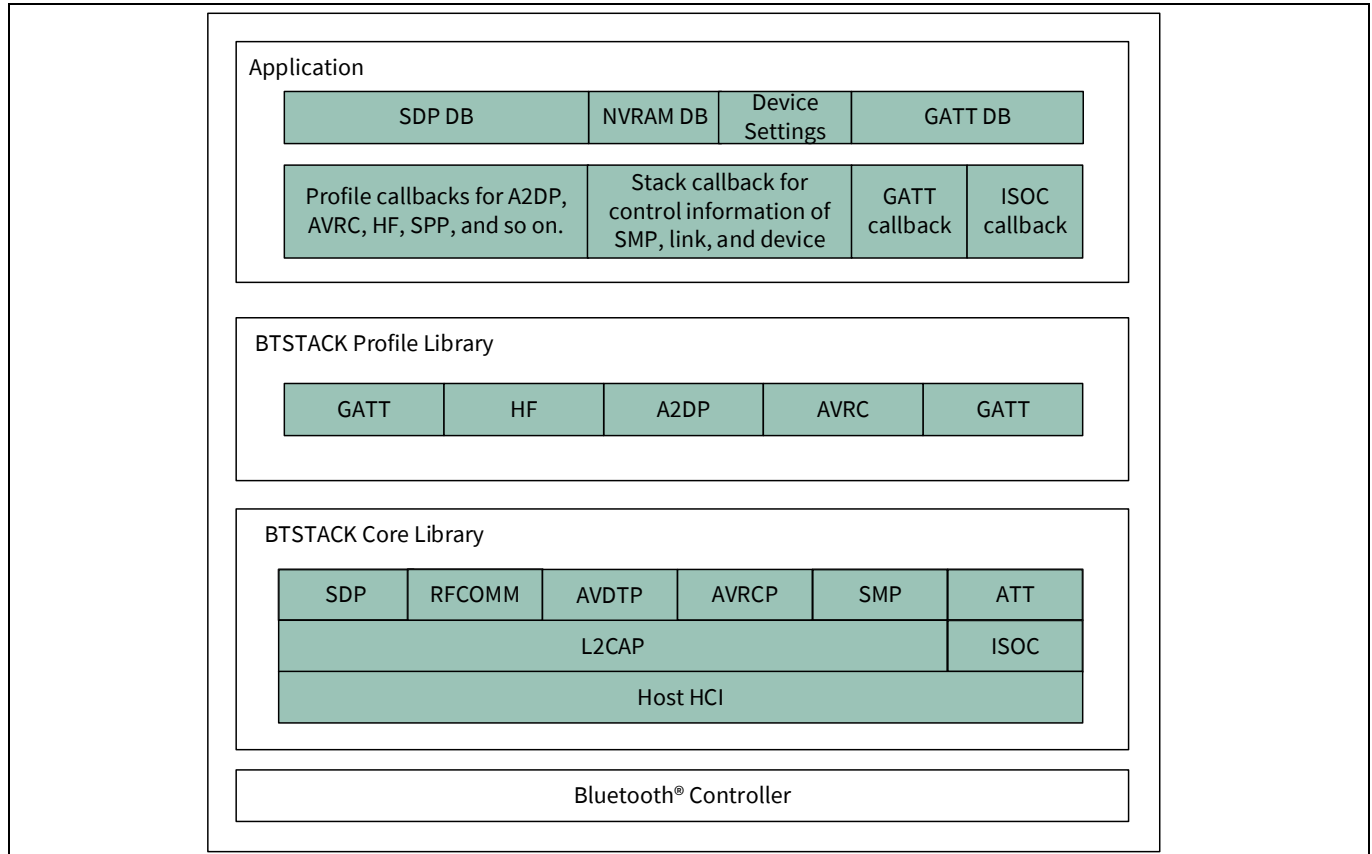 Application
SDP DB
NVRAM DB
Device
Settings
GATT DB
Profile callbacks for A2DP,
AVRC, HF, SPP, and so on.
Stack callback for
control information of
SMP, link, and device
GATT
callback
ISOC
callback
BTSTACK Profile Library
GATT
HF
A2DP
AVRC
GATT
BTSTACK Core Library
SDP
RFCOMM
AVDTP
AVRCP
SMP
ATT
L2CAP
ISOC
Host HCI
Bluetooth® Controller